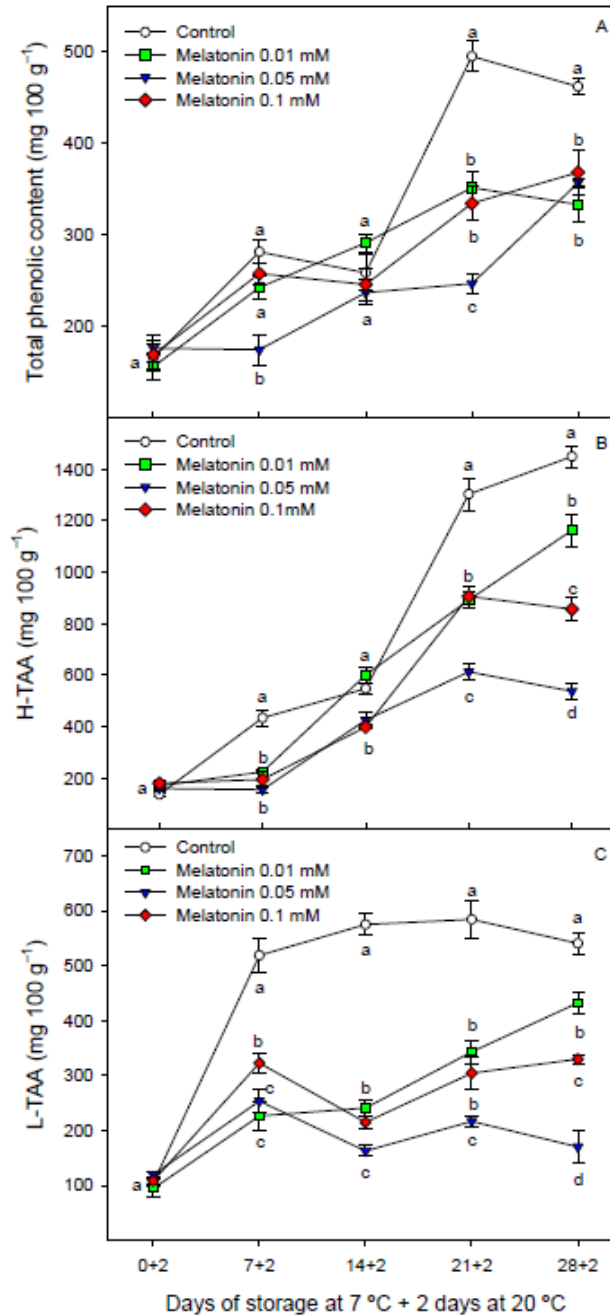 A
Control
Melatonin 0.01 mM
Melatonin 0.05 mM
Melatonin 0.1 mM
Total phenolic content (mg 100 g⁻¹)
500
400
300
200
a
a
a
a
a
b
b
b
a
a
b
c
b
B
Control
Melatonin 0.01 mM
Melatonin 0.05 mM
Melatonin 0.1mM
H-TAA (mg 100 g⁻¹)
1400
1200
1000
800
600
400
200
a
a
b
a
a
b
c
a
b
b
b
c
d
C
Control
Melatonin 0.01 mM
Melatonin 0.05 mM
Melatonin 0.1 mM
L-TAA (mg 100 g⁻¹)
700
600
500
400
300
200
100
a
a
a
a
a
b
c
c
b
c
b
b
c
b
c
d
0+2 7+2 14+2 21+2 28+2
Days of storage at 7 ºC + 2 days at 20 ºC